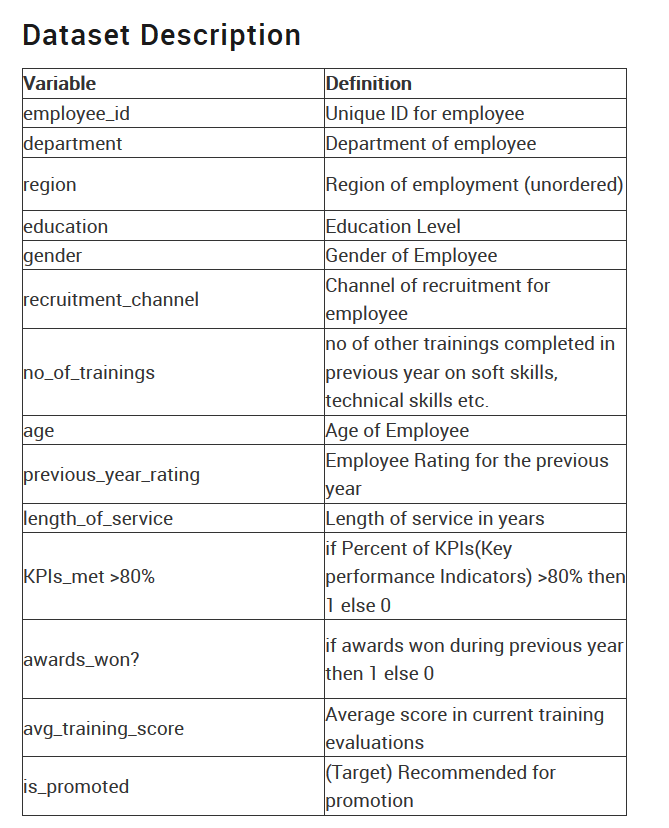 Dataset Description
Variable Definition
employee_id Unique ID for employee
department Department of employee
region Region of employment (unordered)
education Education Level
gender Gender of Employee
recruitment_channel Channel of recruitment for
employee
no_of_trainings no of other trainings completed in
previous year on soft skills,
technical skills etc.
age Age of Employee
previous_year_rating Employee Rating for the previous
year
length_of_service Length of service in years
KPIs_met >80% if Percent of KPIs(Key
performance Indicators) >80% then
1 else 0
awards_won? if awards won during previous year
then 1 else 0
avg_training_score Average score in current training
evaluations
is_promoted (Target) Recommended for
promotion